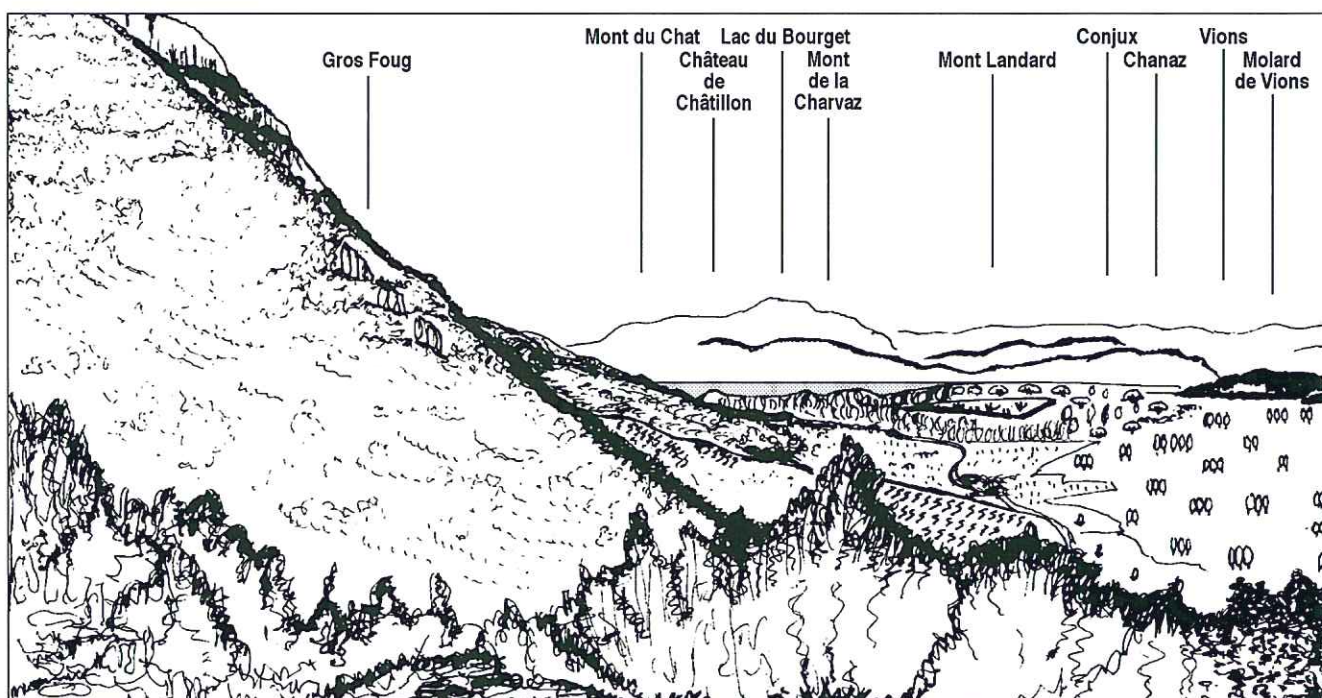 Gros Foug
Mont du Chat
Château
de
Châtillon
Lac du Bourget
Mont
de la
Charvaz
Mont Landard
Conjux
Chanaz
Vions
Molard
de Vions